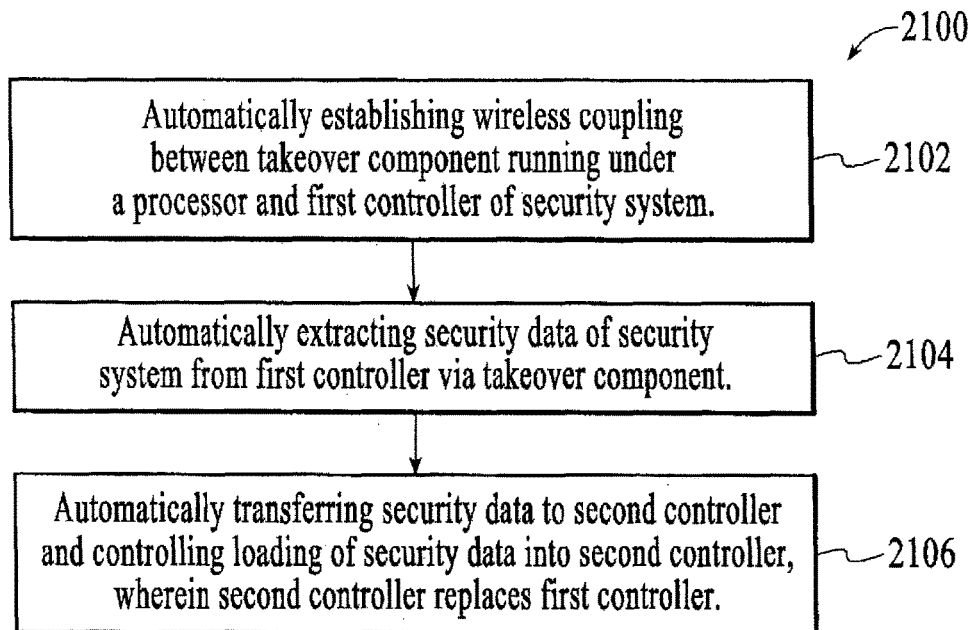 2100
Automatically establishing wireless coupling
between takeover component running under
a processor and first controller of security system.
2102
Automatically extracting security data of security
system from first controller via takeover component.
2104
Automatically transferring security data to second controller
and controlling loading of security data into second controller,
wherein second controller replaces first controller.
2106